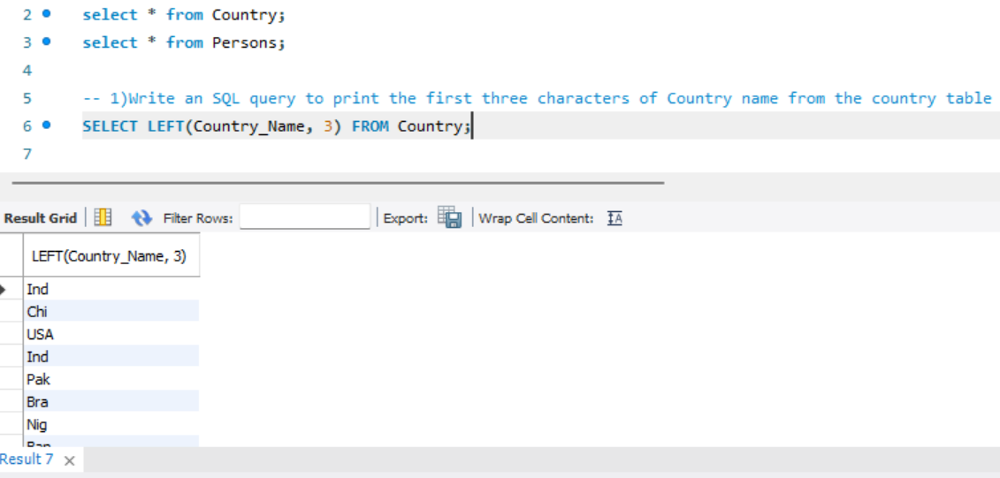 2 select * from Country;
3 select * from Persons;
4
5 -- 1)Write an SQL query to print the first three characters of Country name from the country table
6 SELECT LEFT(Country_Name, 3) FROM Country;
7
Result Grid Filter Rows: Export: Wrap Cell Content:
LEFT(Country_Name, 3)
Ind
Chi
USA
Ind
Pak
Bra
Nig
Result 7